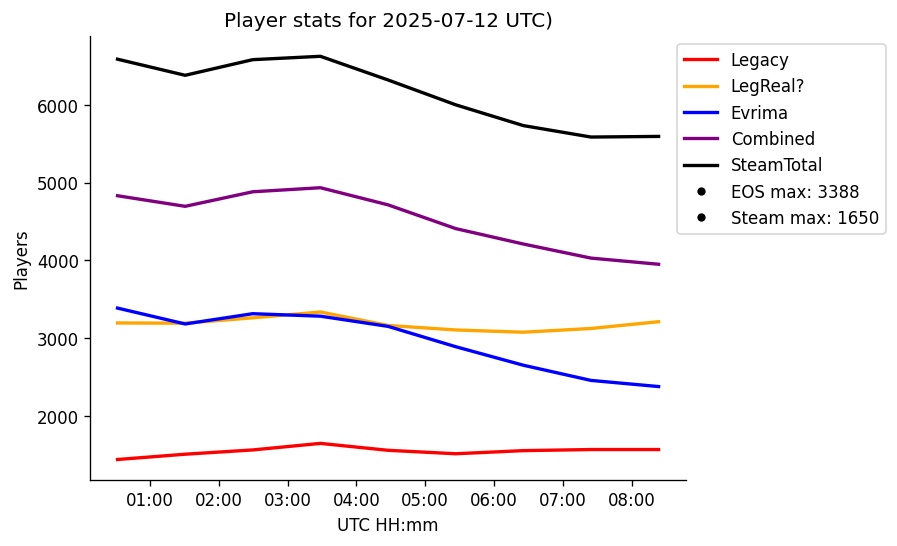 Player stats for 2025-07-12 UTC)
Legacy
LegReal?
Evrima
Combined
SteamTotal
EOS max: 3388
Steam max: 1650
Players
6000
5000
4000
3000
2000
01:00 02:00 03:00 04:00 05:00 06:00 07:00 08:00
UTC HH:mm